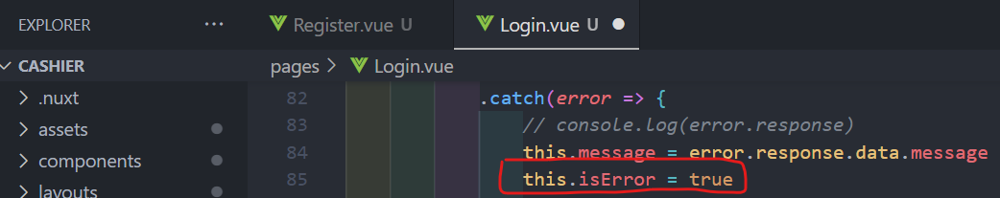 EXPLORER ... Register.vue U Login.vue U
CASHIER pages > Login.vue
> .nuxt 82 .catch(error => {
> assets 83 // console.log(error.response)
> components 84 this.message = error.response.data.message
> layouts 85 this.isError = true